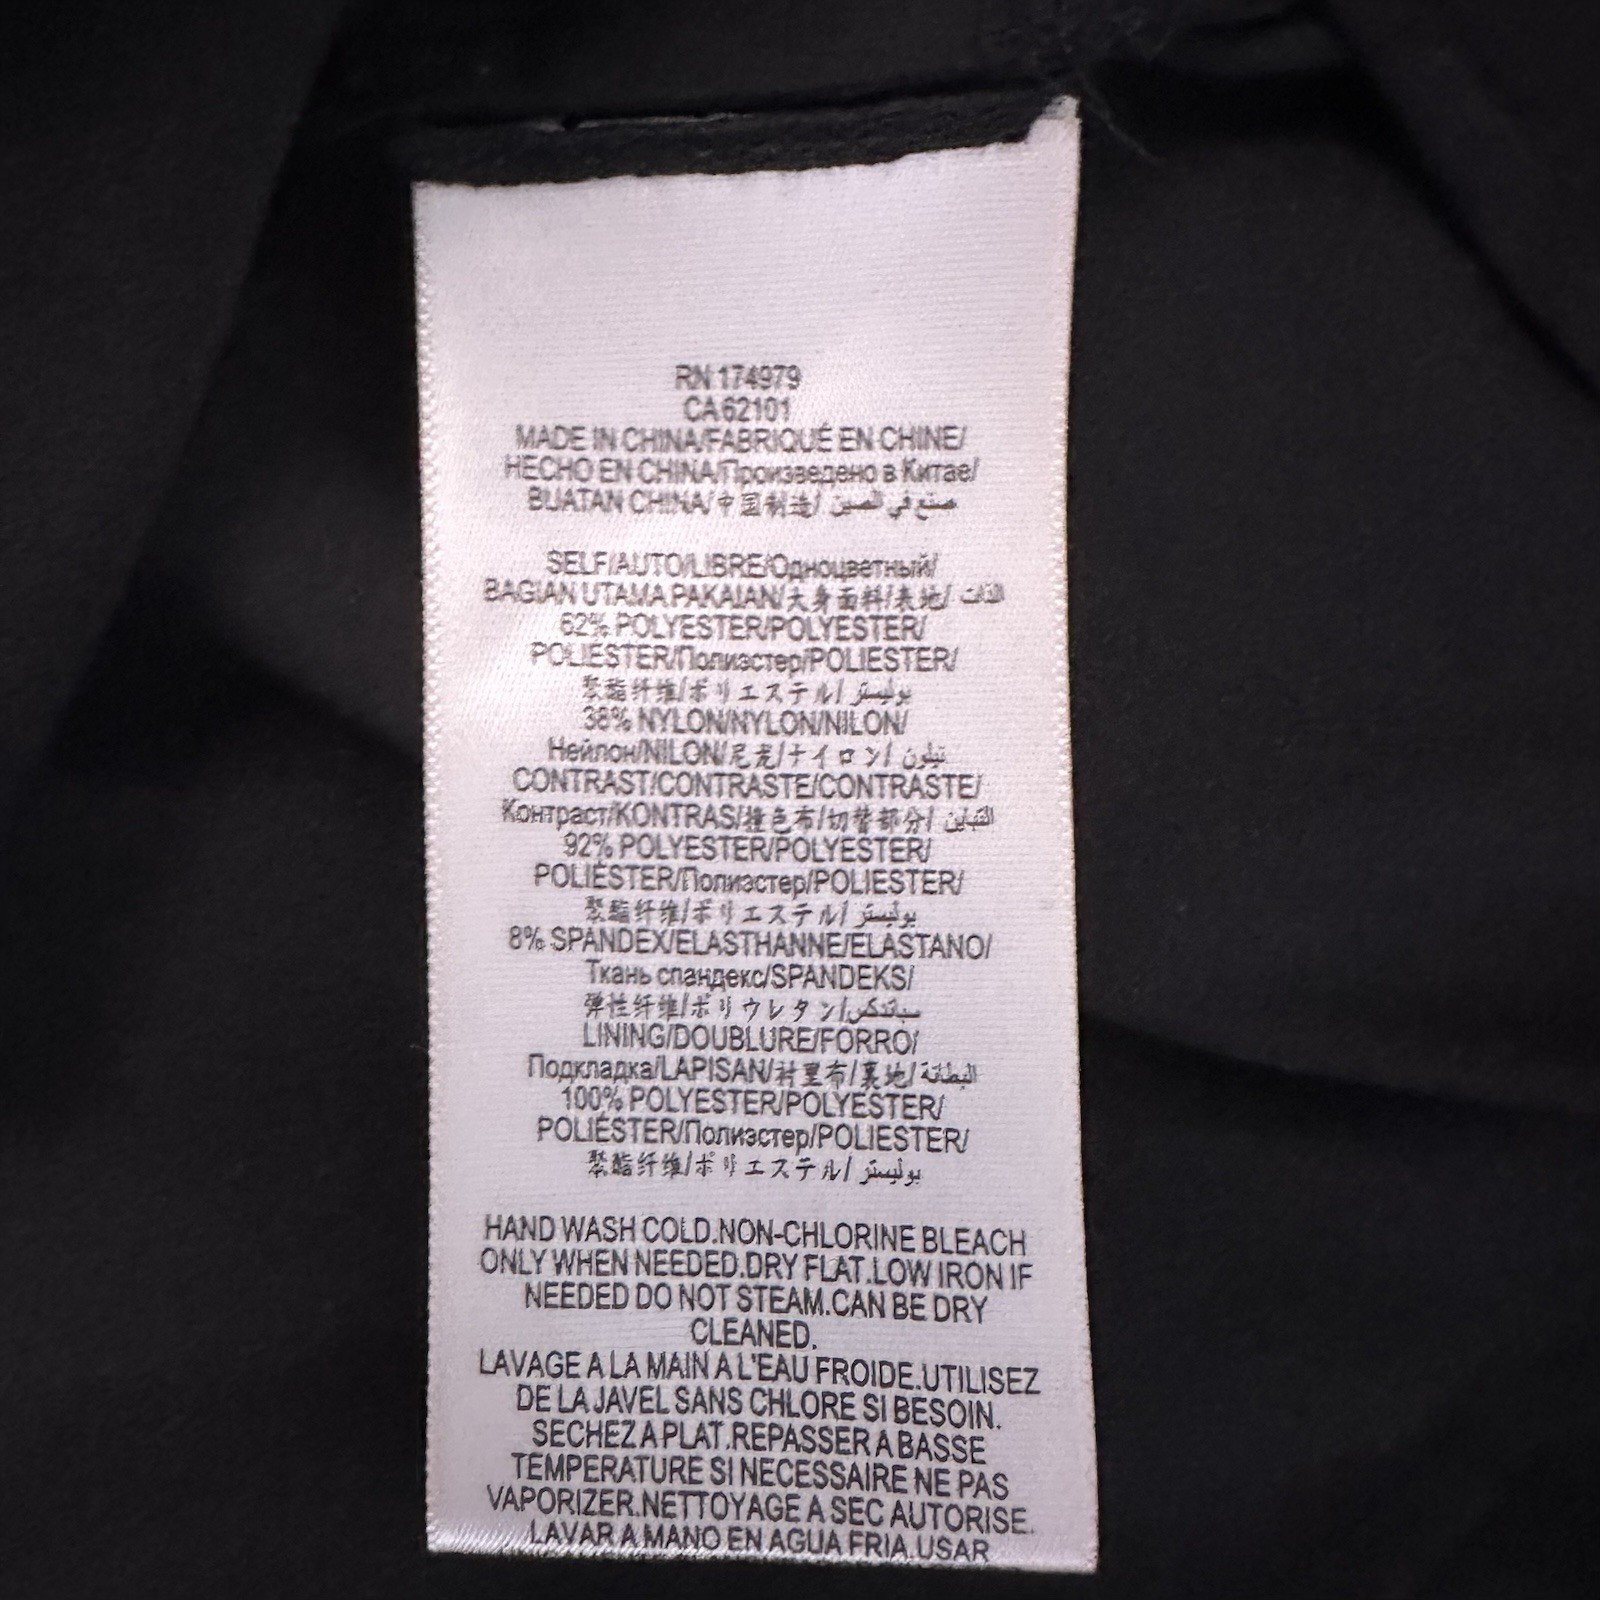 RN 174979
CA 62101
MADE IN CHINA/FABRIQUÉ EN CHINE/
HECHO EN CHINA/Произведено в Китае/
BUATAN CHINA/中国制造/ صنع في الصين
SELF/AUTO/LIBRE/Одноцветный/
BAGIAN UTAMA PAKAIAN/大身面料/表地/ الذات
62% POLYESTER/POLYESTER/
POLIÉSTER/Полиэстер/POLIESTER/
聚酯纤维/ポリエステル/ بوليستر
38% NYLON/NYLON/NILON/
Нейлон/NILON/尼龙/ナイロン/ نيلون
CONTRAST/CONTRASTE/CONTRASTE/
Контраст/KONTRAS/撞色布/切替部分/ التباين
92% POLYESTER/POLYESTER/
POLIÉSTER/Полиэстер/POLIESTER/
聚酯纤维/ポリエステル/ بوليستر
8% SPANDEX/ELASTHANNE/ELASTANO/
Ткань спандекс/SPANDEKS/
弹性纤维/ポリウレタン/سباندكس
LINING/DOUBLURE/FORRO/
Подкладка/LAPISAN/衬里布/裏地/ البطانة
100% POLYESTER/POLYESTER/
POLIÉSTER/Полиэстер/POLIESTER/
聚酯纤维/ポリエステル/ بوليستر
HAND WASH COLD.NON-CHLORINE BLEACH
ONLY WHEN NEEDED.DRY FLAT.LOW IRON IF
NEEDED DO NOT STEAM.CAN BE DRY
CLEANED.
LAVAGE A LA MAIN A L'EAU FROIDE.UTILISEZ
DE LA JAVEL SANS CHLORE SI BESOIN.
SECHEZ A PLAT.REPASSER A BASSE
TEMPERATURE SI NECESSAIRE NE PAS
VAPORIZER.NETTOYAGE A SEC AUTORISE.
LAVAR A MANO EN AGUA FRIA.USAR